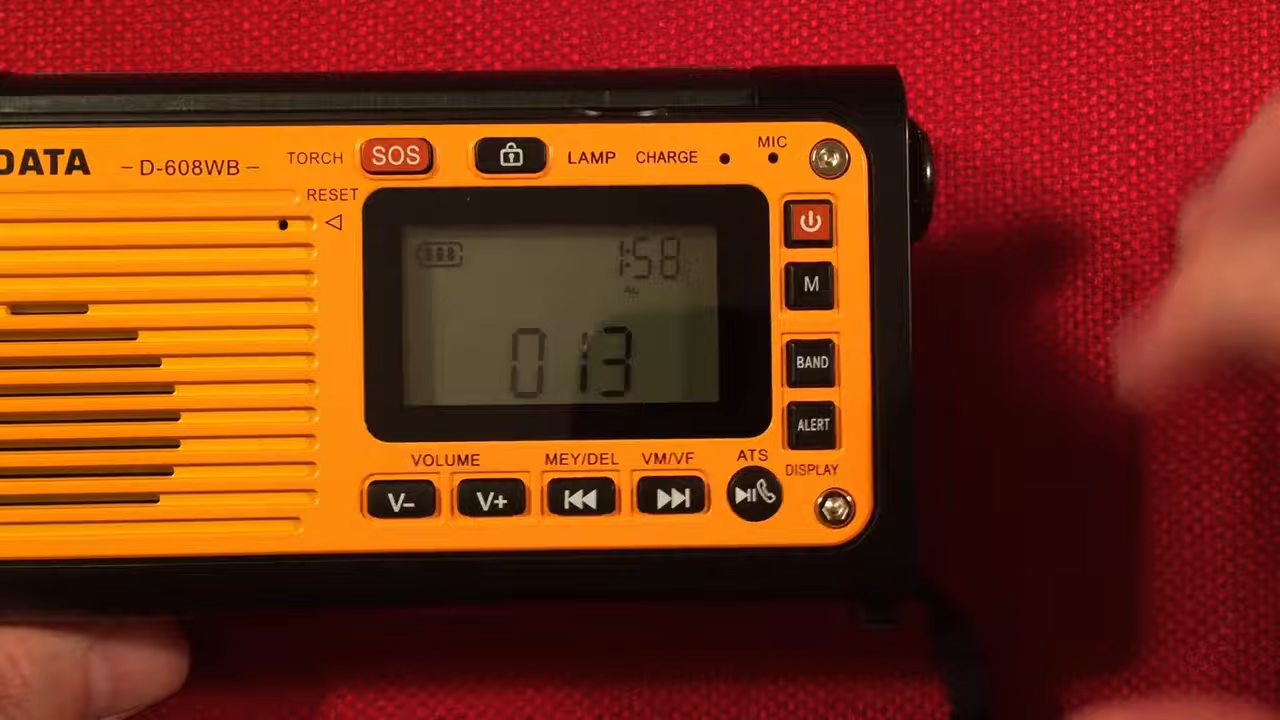 DATA
-D-608WB-
TORCH
SOS
LAMP
CHARGE
MIC
RESET
1:58
AL
013
M
BAND
ALERT
VOLUME
MEY/DEL
VM/VF
ATS
DISPLAY
V-
V+